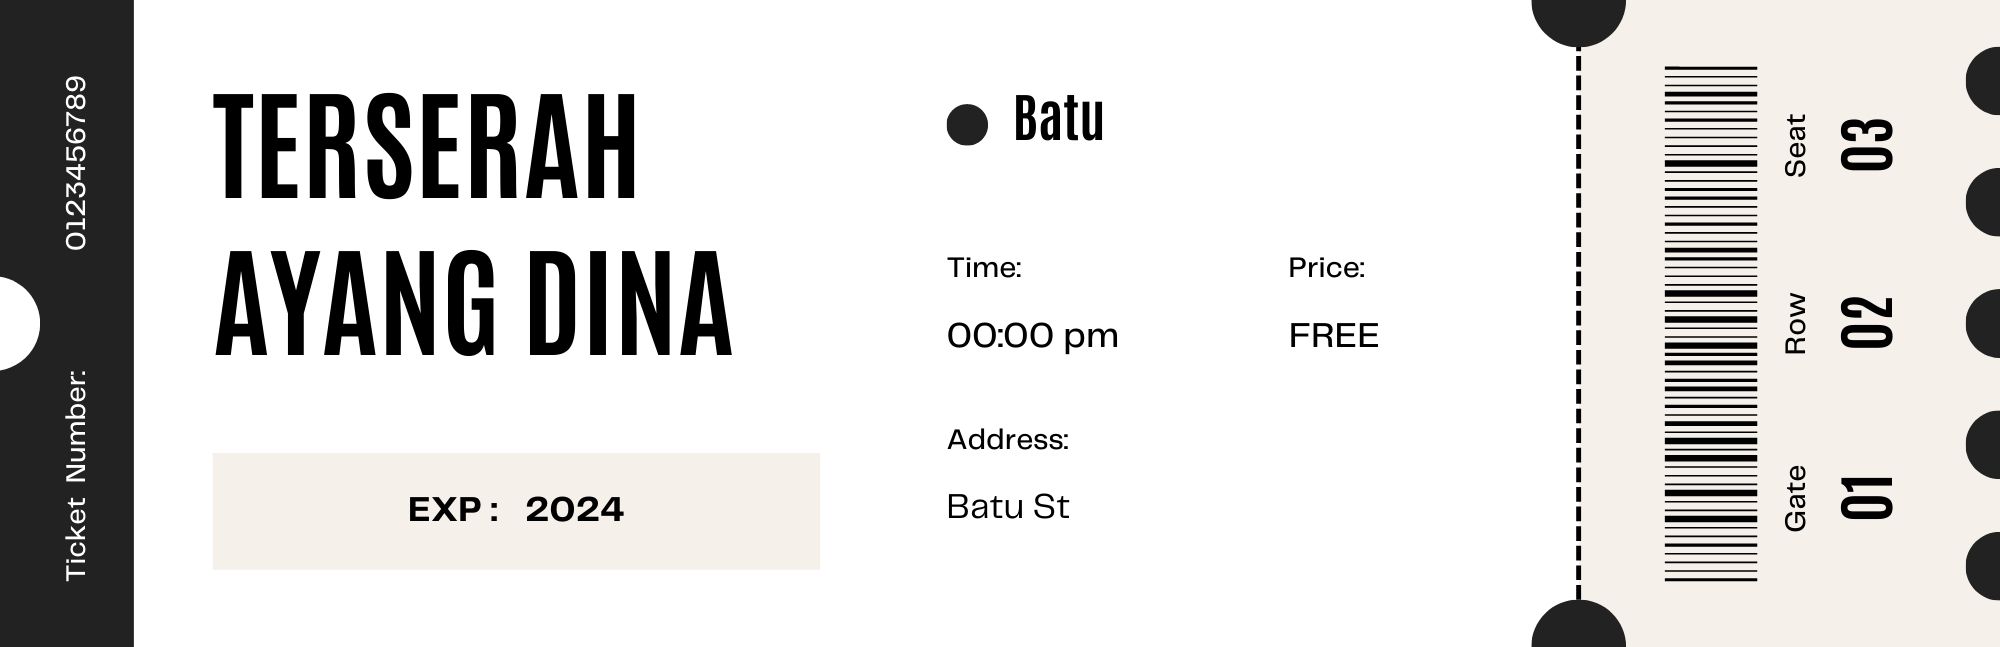 Ticket Number: 0123456789
TERSERAH
AYANG DINA
EXP : 2024
Batu
Time:
00:00 pm
Price:
FREE
Address:
Batu St
Gate 01
Row 02
Seat 03